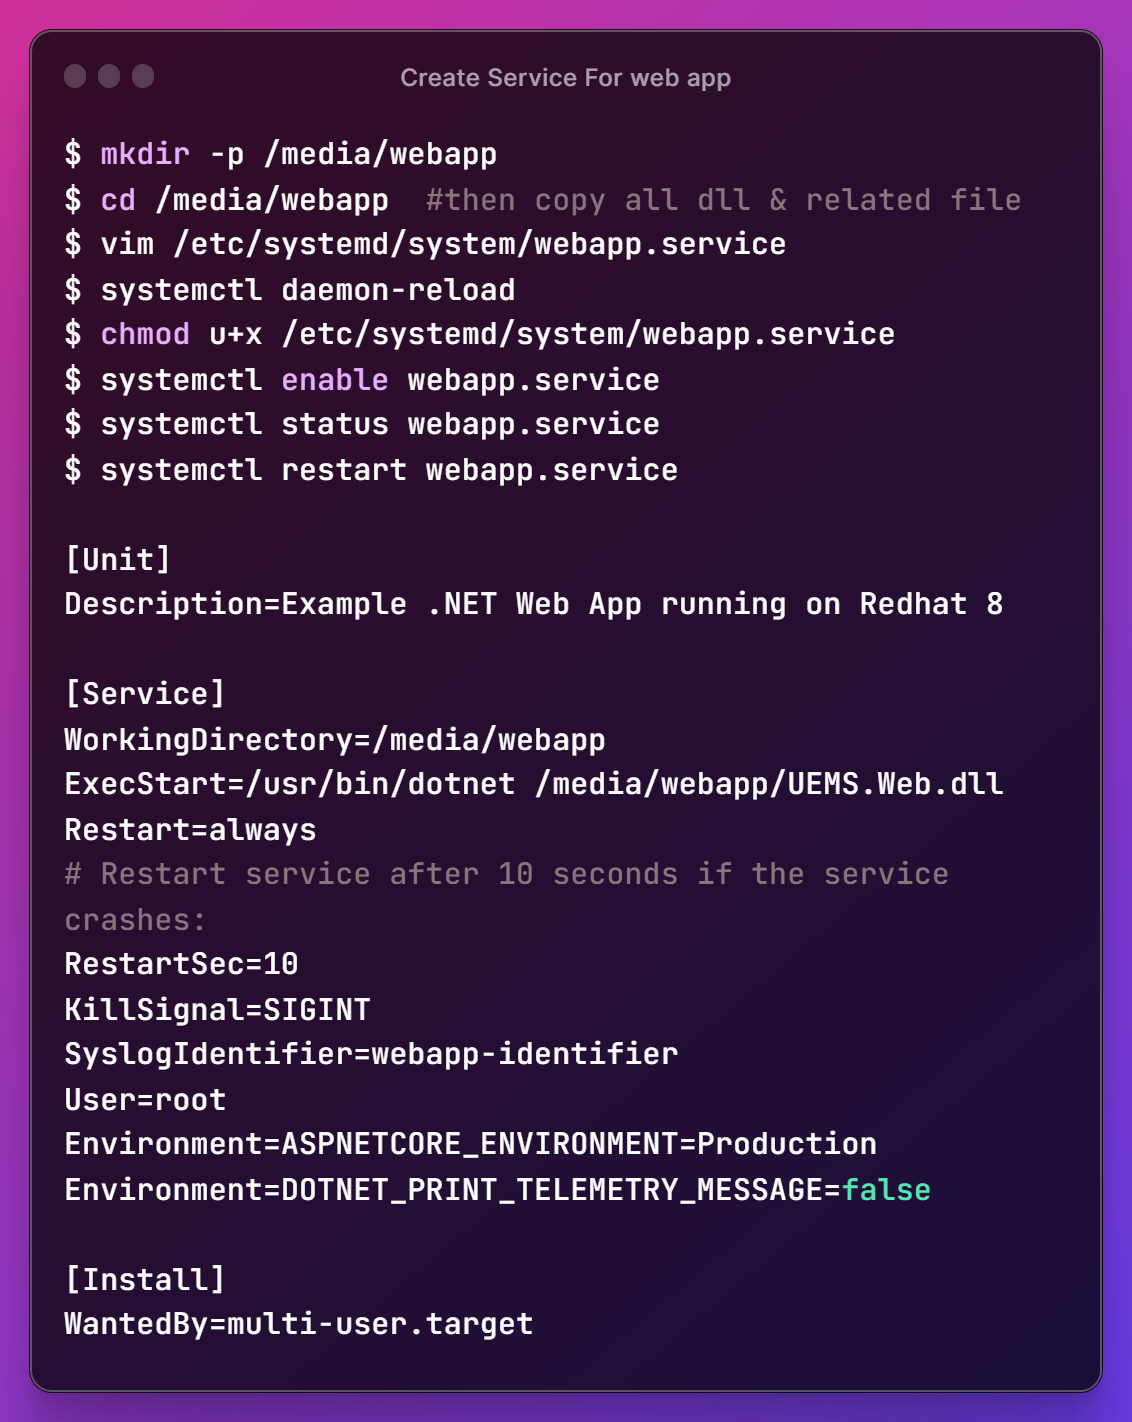 Create Service For web app
$ mkdir -p /media/webapp
$ cd /media/webapp  #then copy all dll & related file
$ vim /etc/systemd/system/webapp.service
$ systemctl daemon-reload
$ chmod u+x /etc/systemd/system/webapp.service
$ systemctl enable webapp.service
$ systemctl status webapp.service
$ systemctl restart webapp.service
[Unit]
Description=Example .NET Web App running on Redhat 8
[Service]
WorkingDirectory=/media/webapp
ExecStart=/usr/bin/dotnet /media/webapp/UEMS.Web.dll
Restart=always
# Restart service after 10 seconds if the service
crashes:
RestartSec=10
KillSignal=SIGINT
SyslogIdentifier=webapp-identifier
User=root
Environment=ASPNETCORE_ENVIRONMENT=Production
Environment=DOTNET_PRINT_TELEMETRY_MESSAGE=false
[Install]
WantedBy=multi-user.target